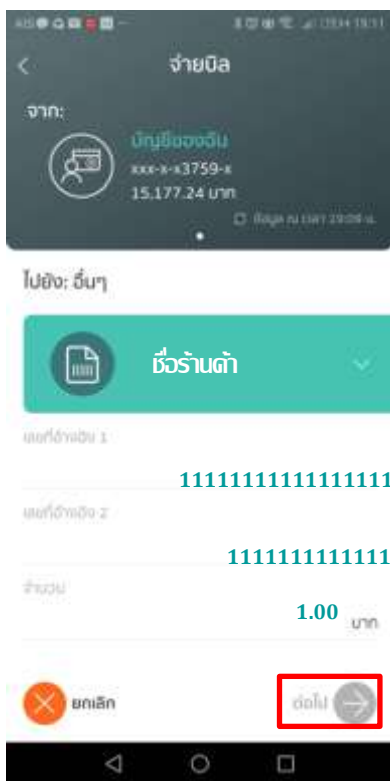 จ่ายบิล
จาก:
บัญชีของฉัน
xxx-x-x3759-x
15,177.24 บาท
ไปยัง: อื่นๆ
ชื่อร้านค้า
เลขที่อ้างอิง 1
11111111111111111
เลขที่อ้างอิง 2
1111111111111
จำนวน
1.00 บาท
ยกเลิก
ต่อไป